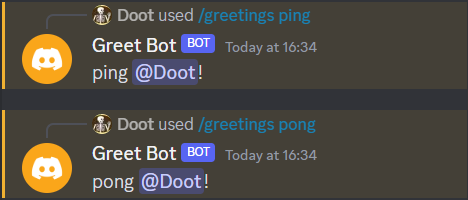 Doot used /greetings ping
Greet Bot BOT Today at 16:34
ping @Doot!
Doot used /greetings pong
Greet Bot BOT Today at 16:34
pong @Doot!